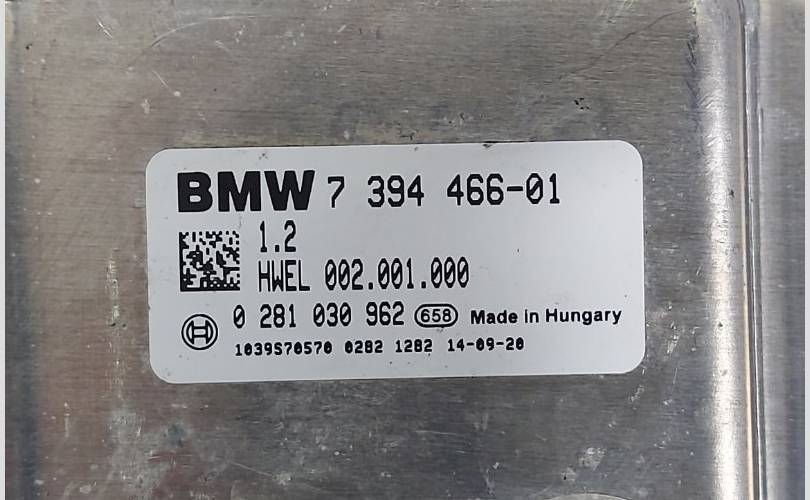 BMW 7 394 466-01
1.2
HWEL 002.001.000
0 281 030 962 658 Made in Hungary
1039S70570 0282 1282 14-09-20